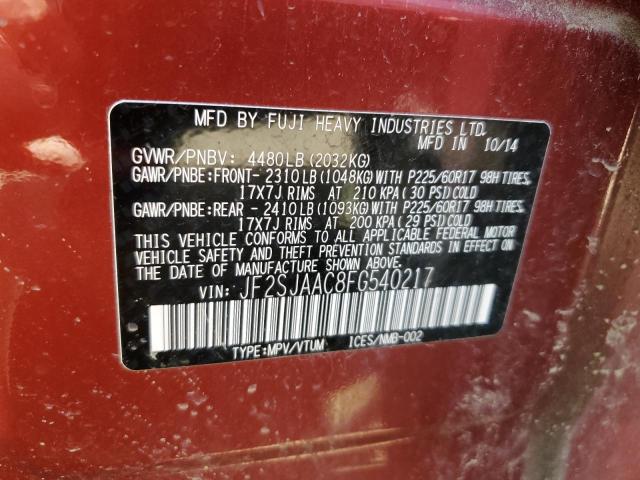 MFD BY FUJI HEAVY INDUSTRIES LTD.
MFD IN 10/14
GVWR/PNBV: 4480LB(2032KG)
GAWR/PNBE:FRONT- 2310LB(1048KG)WITH P225/60R17 98H TIRES,
17X7J RIMS AT 210 KPA (30 PSI)COLD
GAWR/PNBE:REAR - 2410LB(1093KG)WITH P225/60R17 98H TIRES,
17X7J RIMS AT 200 KPA(29 PSI)COLD
THIS VEHICLE CONFORMS TO ALL APPLICABLE FEDERAL MOTOR
VEHICLE SAFETY AND THEFT PREVENTION STANDARDS IN EFFECT
ON THE DATE OF MANUFACTURE SHOWN ABOVE.
VIN: JF2SJAAC8FG540217
TYPE:MPV/VTUM ICES/NMB-002